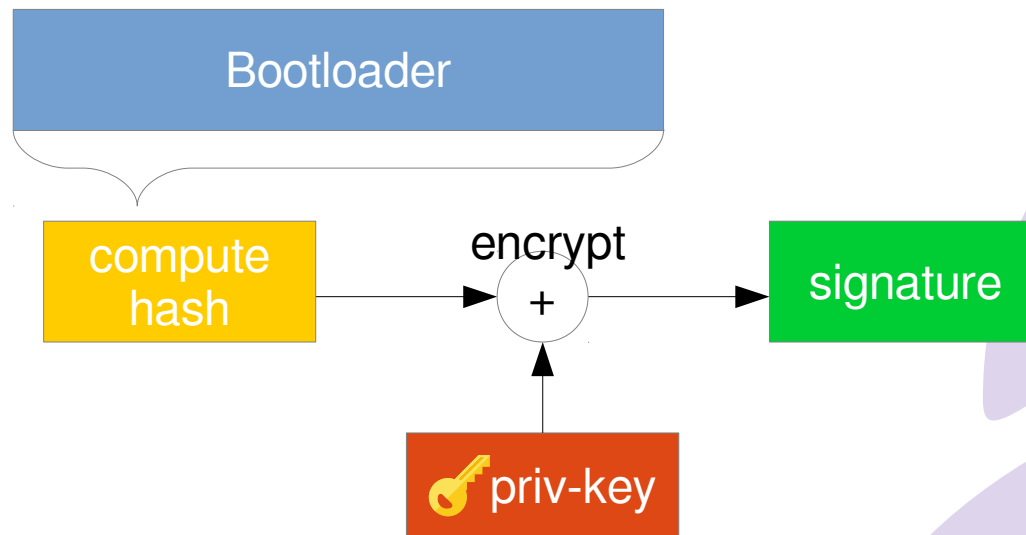 Bootloader
compute
hash
encrypt
+
signature
priv-key